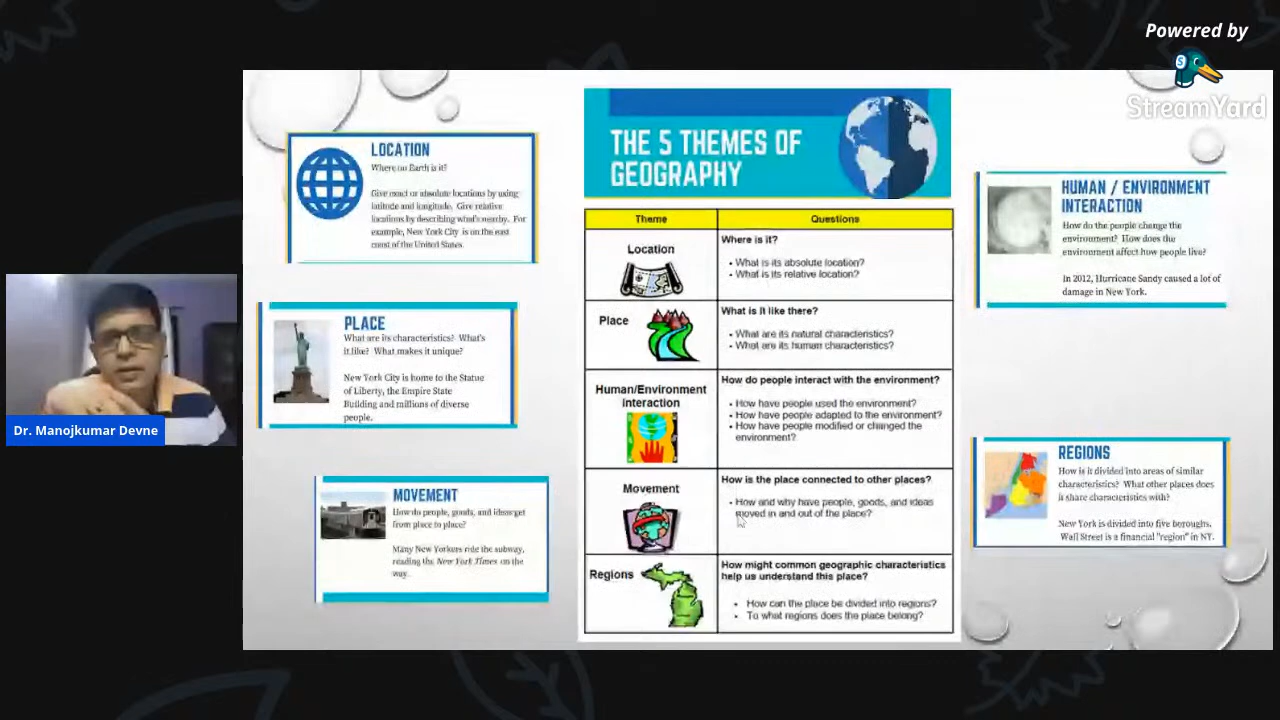 Powered by
StreamYard
LOCATION
Where on Earth is it?
Give exact or absolute locations by using
latitude and longitude. Give relative
locations by describing what's nearby. For
example, New York City is on the east
coast of the United States.
PLACE
What are its characteristics? What's
it like? What makes it unique?
New York City is home to the Statue
of Liberty, the Empire State
Building and millions of diverse
people.
MOVEMENT
How do people, goods, and ideas get
from place to place?
Many New Yorkers ride the subway,
reading the New York Times on the
way.
THE 5 THEMES OF
GEOGRAPHY
Theme
Questions
Location
Where is it?
• What is its absolute location?
• What is its relative location?
Place
What is it like there?
• What are its natural characteristics?
• What are its human characteristics?
Human/Environment
Interaction
How do people interact with the environment?
• How have people used the environment?
• How have people adapted to the environment?
• How have people modified or changed the
environment?
Movement
How is the place connected to other places?
• How and why have people, goods, and ideas
moved in and out of the place?
Regions
How might common geographic characteristics
help us understand this place?
• How can the place be divided into regions?
• To what regions does the place belong?
HUMAN / ENVIRONMENT
INTERACTION
How do the people change the
environment? How does the
environment affect how people live?
In 2012, Hurricane Sandy caused a lot of
damage in New York.
REGIONS
How is it divided into areas of similar
characteristics? What other places does
it share characteristics with?
New York is divided into five boroughs.
Wall Street is a financial "region" in NY.
Dr. Manojkumar Devne